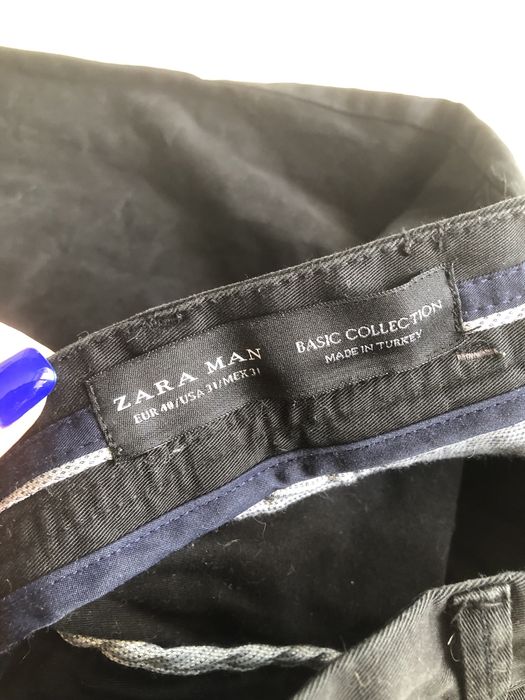 ZARA MAN
EUR 40/USA 31/MEX 31
BASIC COLLECTION
MADE IN TURKEY